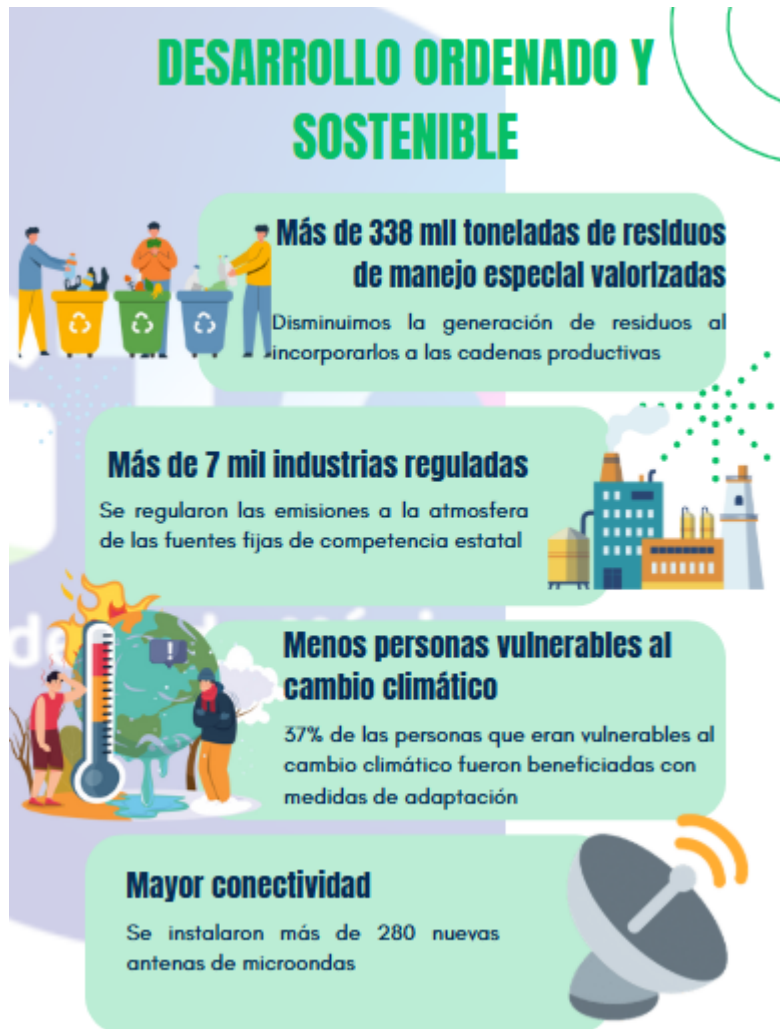 DESARROLLO ORDENADO Y
SOSTENIBLE
Más de 338 mil toneladas de residuos
de manejo especial valorizadas
Disminuimos la generación de residuos al
incorporarlos a las cadenas productivas
Más de 7 mil industrias reguladas
Se regularon las emisiones a la atmosfera
de las fuentes fijas de competencia estatal
!
Menos personas vulnerables al
cambio climático
37% de las personas que eran vulnerables al
cambio climático fueron beneficiadas con
medidas de adaptación
Mayor conectividad
Se instalaron más de 280 nuevas
antenas de microondas